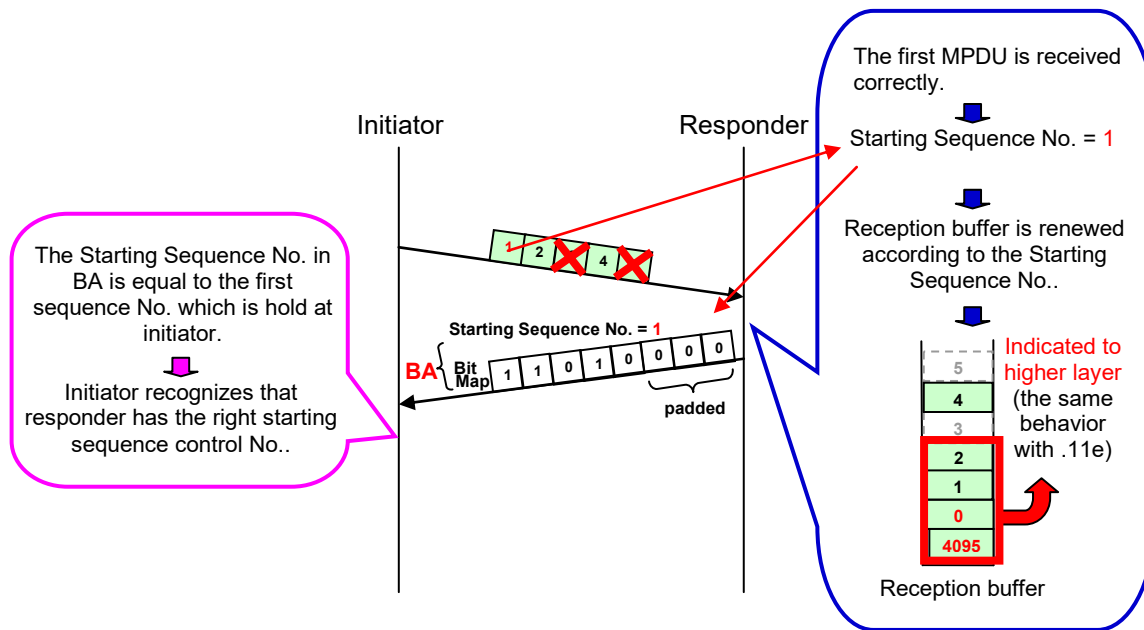 The first MPDU is received
correctly.
Starting Sequence No. = 1
Reception buffer is renewed
according to the Starting
Sequence No..
Initiator
Responder
1 2 4
The Starting Sequence No. in
BA is equal to the first
sequence No. which is hold at
initiator.
Initiator recognizes that
responder has the right starting
sequence control No..
Starting Sequence No. = 1
BA
Bit
Map
1 1 0 1 0 0 0 0
padded
5
4
3
2
1
0
4095
Indicated to
higher layer
(the same
behavior
with .11e)
Reception buffer